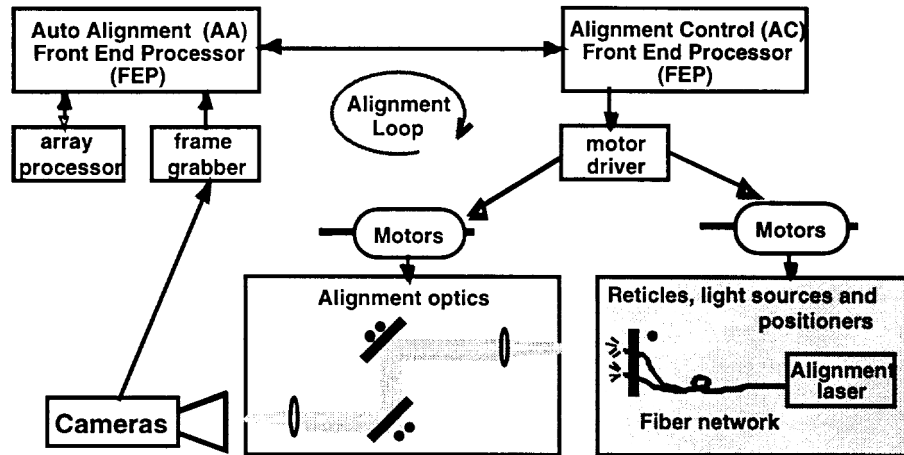 Auto Alignment (AA)
Front End Processor
(FEP)
Alignment Control (AC)
Front End Processor
(FEP)
Alignment
Loop
array
processor
frame
grabber
motor
driver
Motors
Motors
Alignment optics
Reticles, light sources and
positioners
Alignment
laser
Fiber network
Cameras